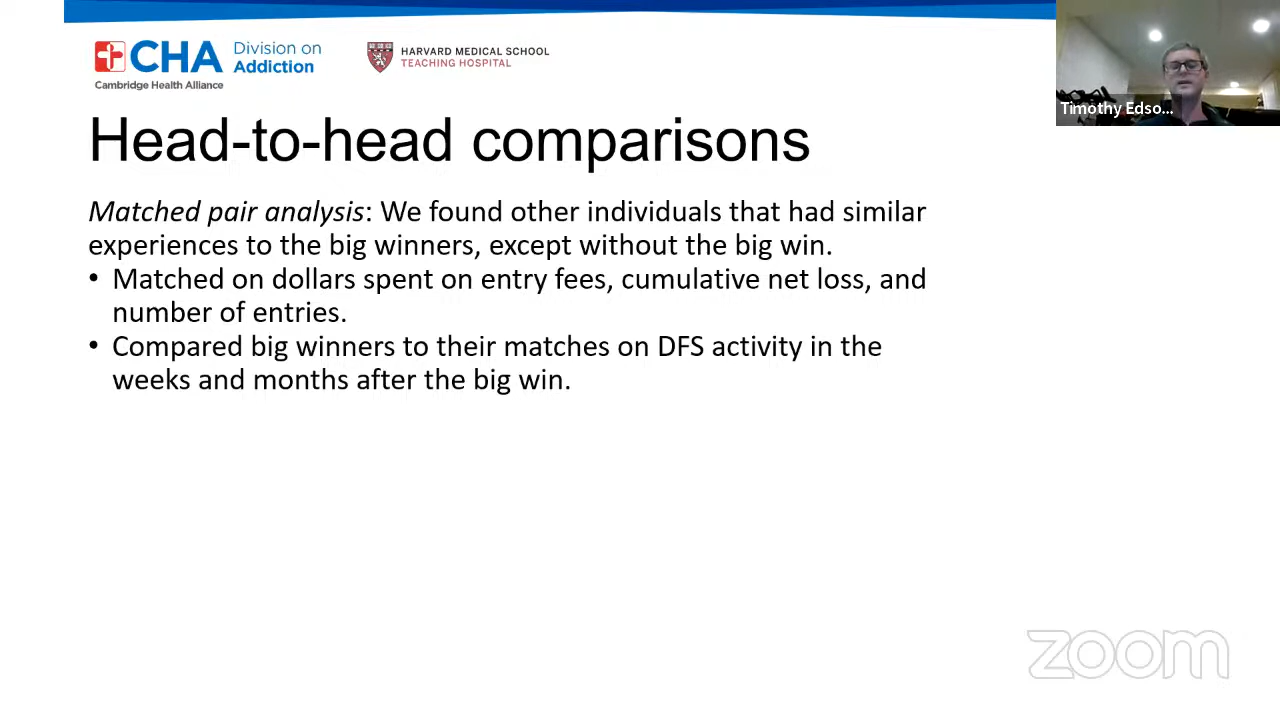 CHA
Division on
Addiction
Cambridge Health Alliance
HARVARD MEDICAL SCHOOL
TEACHING HOSPITAL
Timothy Edso...
Head-to-head comparisons
Matched pair analysis: We found other individuals that had similar
experiences to the big winners, except without the big win.
• Matched on dollars spent on entry fees, cumulative net loss, and
number of entries.
• Compared big winners to their matches on DFS activity in the
weeks and months after the big win.
zoom